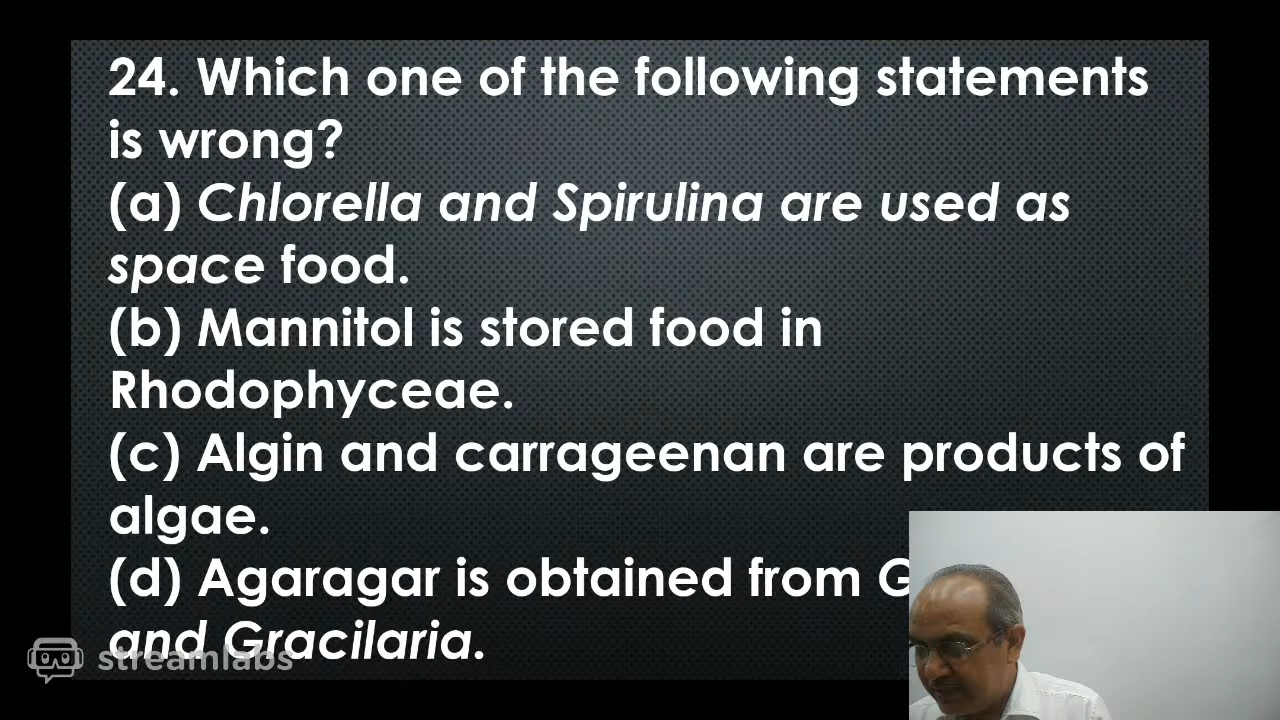 24. Which one of the following statements
is wrong?
(a) Chlorella and Spirulina are used as
space food.
(b) Mannitol is stored food in
Rhodophyceae.
(c) Algin and carrageenan are products of
algae.
(d) Agaragar is obtained from
and Gracilaria.
streamlabs